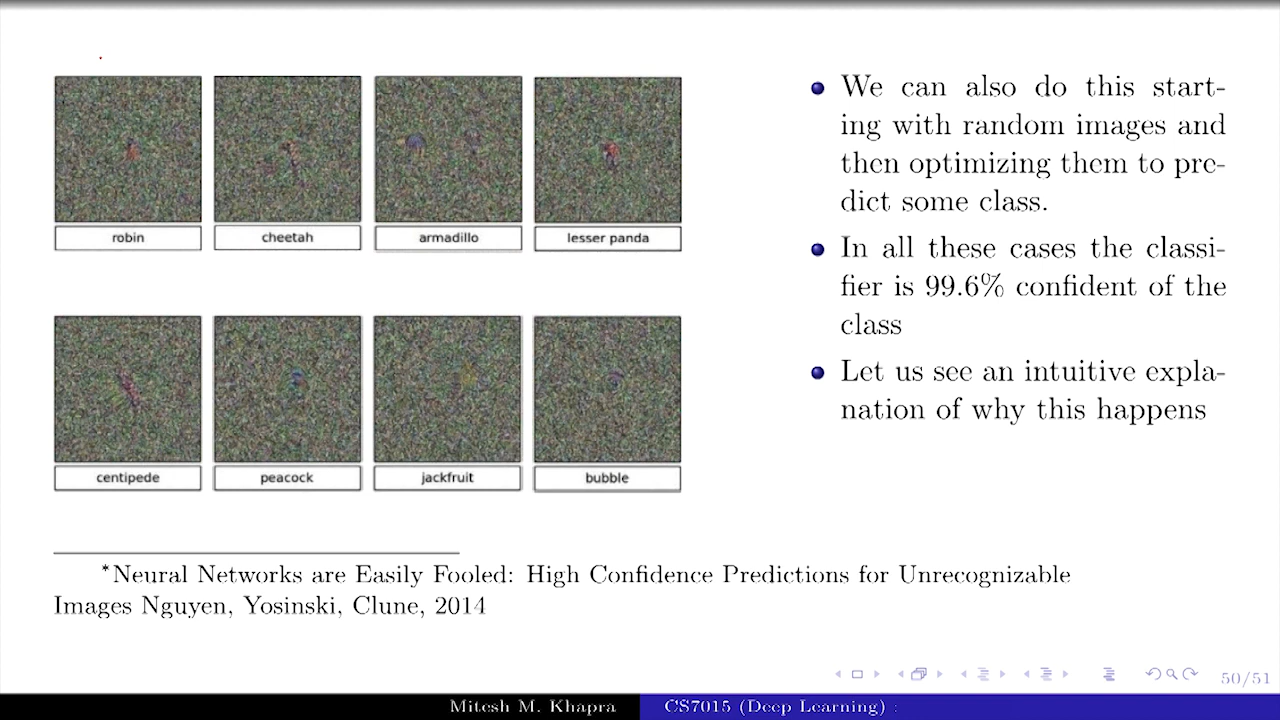 robin
cheetah
armadillo
lesser panda
centipede
peacock
jackfruit
bubble
We can also do start-
ing with random images and
then optimizing them to pre-
dict some class.
In all these cases the classi-
fier is 99.6% confident of the
class
Let us see an intuitive expla-
nation of why this happens
*Neural Networks are Easily Fooled: High Confidence Predictions for Unrecognizable
Images Nguyen, Yosinski, Clune, 2014
50/51
Mitesh M. Khapra
CS7015 (Deep Learning) :